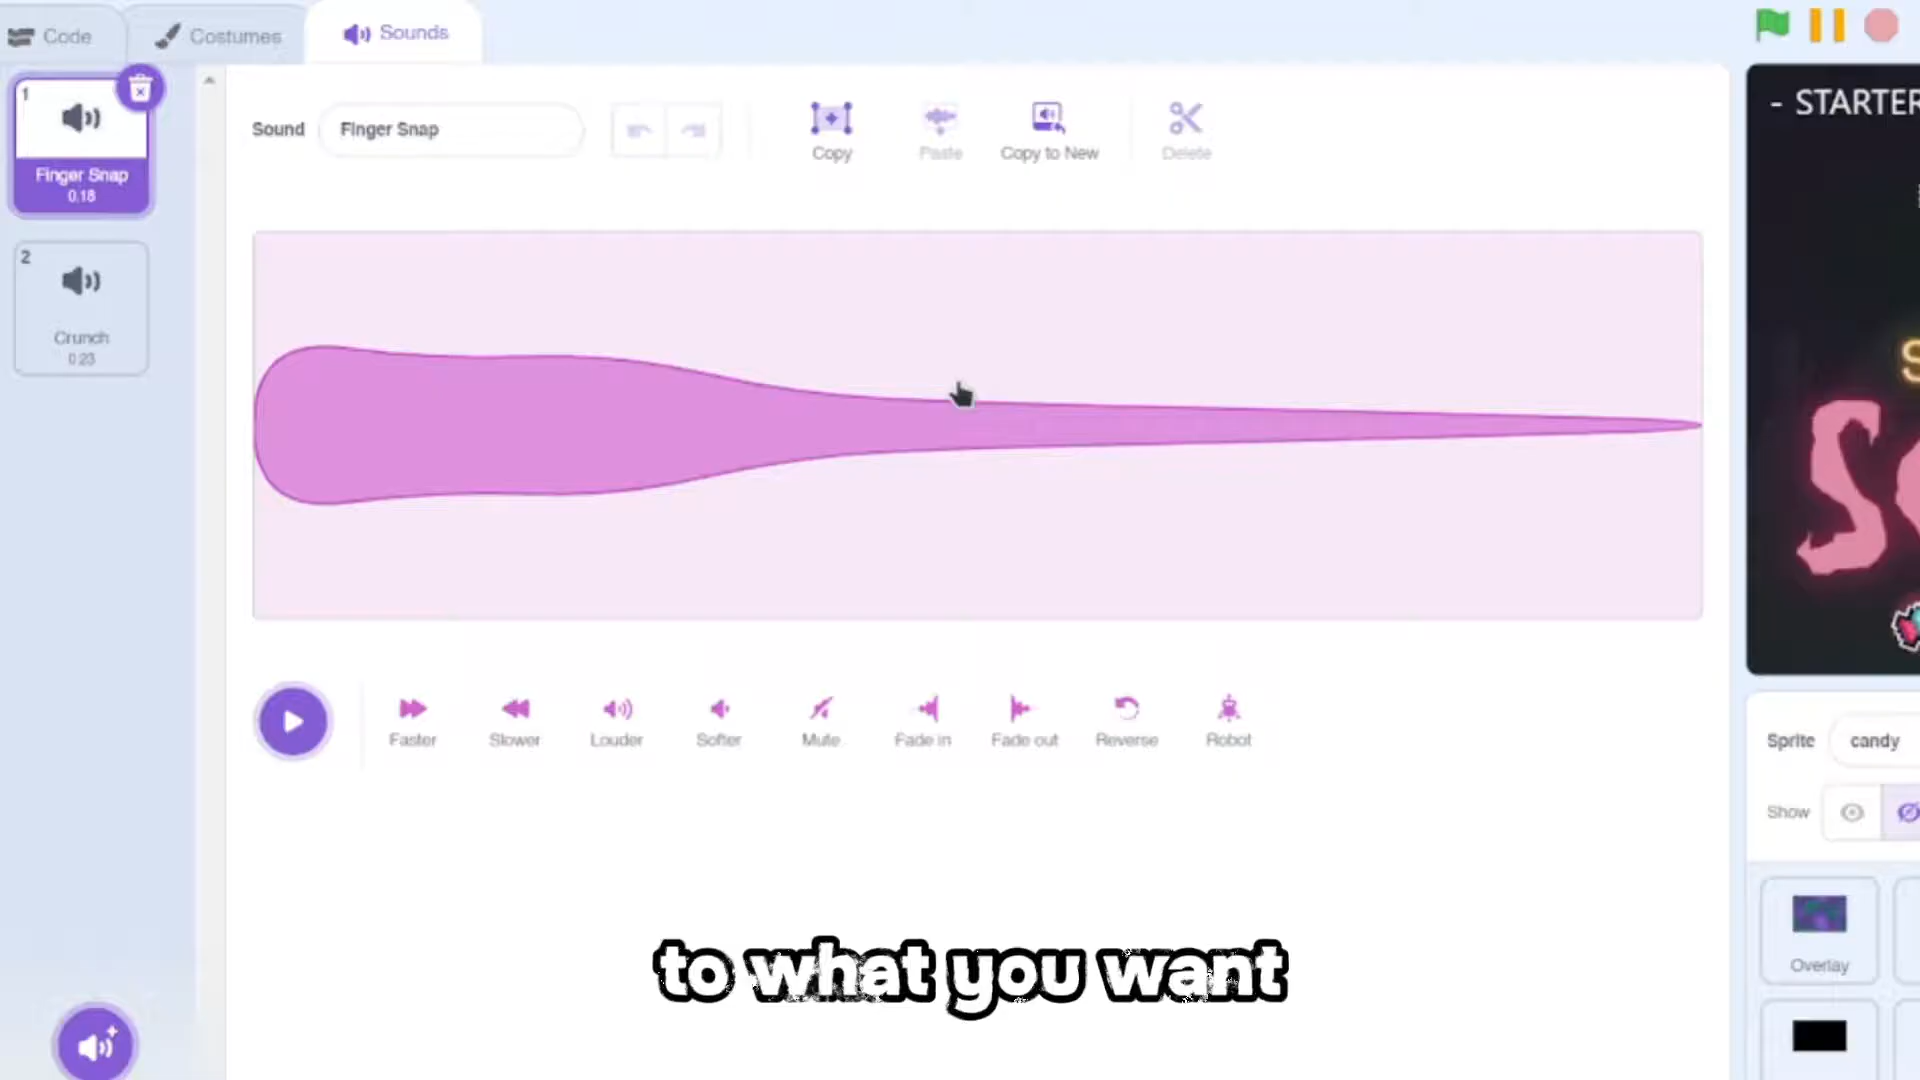 Code
Costumes
Sounds
1
Finger Snap
0.18
2
Crunch
0.23
Sound
Finger Snap
Copy
Paste
Copy to New
Delete
Faster
Slower
Louder
Softer
Mute
Fade in
Fade out
Reverse
Robot
- STARTER
S
Sprite
candy
Show
Overlay
to what you want